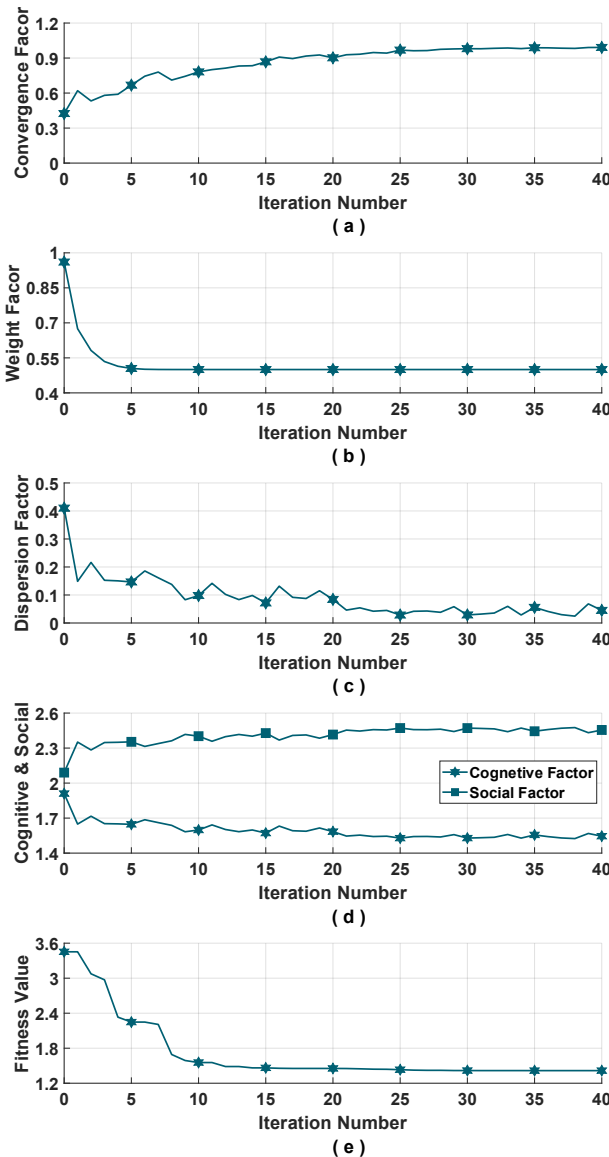 Convergence Facor
1.2
0.9
0.6
0.3
0
0 5 10 15 20 25 30 35 40
Iteration Number
( a )
Weight Facor
1
0.85
0.7
0.55
0.4
0 5 10 15 20 25 30 35 40
Iteration Number
( b )
Dispersion Factor
0.5
0.4
0.3
0.2
0.1
0
0 5 10 15 20 25 30 35 40
Iteration Number
( c )
Cognitive & Social
2.6
2.3
2
1.7
1.4
Cognetive Factor
Social Factor
0 5 10 15 20 25 30 35 40
Iteration Number
( d )
Fitness Value
3.6
3
2.4
1.8
1.2
0 5 10 15 20 25 30 35 40
Iteration Number
( e )